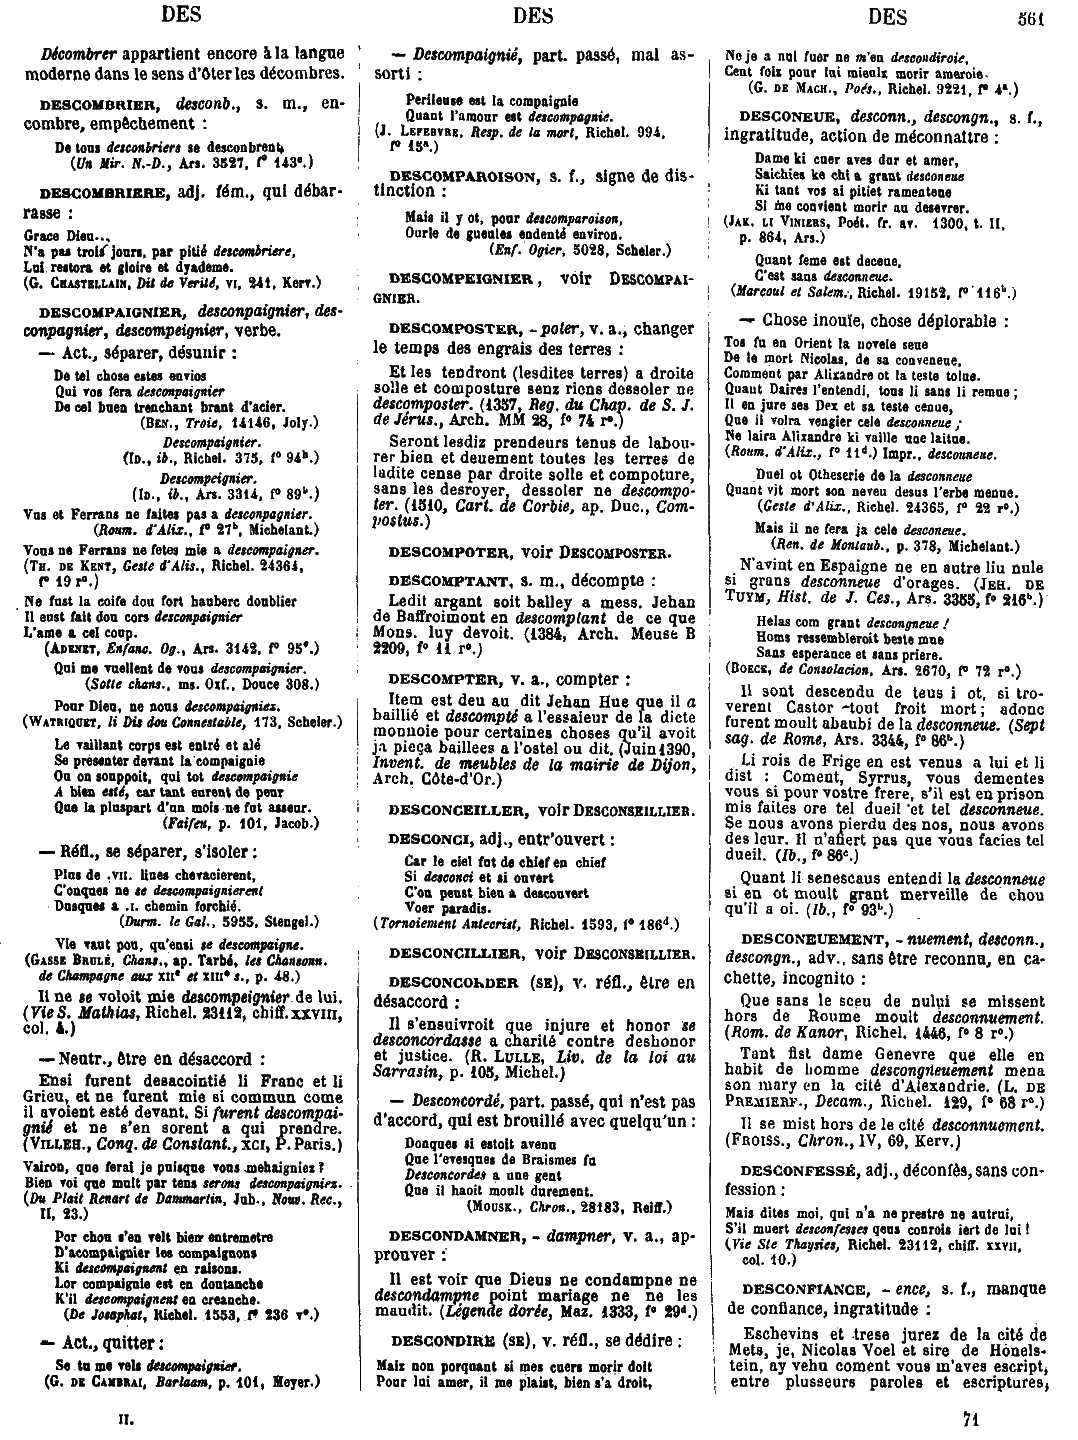 DES
DES
DES 561
Décombrer appartient encore à la langue
moderne dans le sens d'ôter les décombres.
DESCOMBRIER, desconb., s. m., en-
combre, empêchement :
De tous desconbriers se desconbrent,
(Un Mir. N.-D., Ars. 3527, f° 143c.)
DESCOMBRIERE, adj. fém., qui débar-
rasse :
Grace Dieu..,
N'a pas trois jours, par pitié descombriere,
Lui restora et gloire et dyademe.
(G. CHASTELLAIN, Dit de Verité, VI, 241, Kerv.)
DESCOMPAIGNIER, desconpaignier, des-
conpagnier, descompeignier, verbe.
— Act., séparer, désunir :
De tel chose estes envios
Qui vos fera desconpaignier
De cel buen trenchant brant d'acier.
(BEN., Troie, 14146, Joly.)
Descompaignier.
(ID., ib., Richel. 375, f° 94b.)
Descompeignier.
(ID., ib., Ars. 3314, f° 89b.)
Vus et Ferrans ne faites pas a desconpagnier.
(Roum. d'Alix., f° 27b, Michelant.)
Vous ne Ferrans ne fetes mie a descompaigner.
(TH. DE KENT, Geste d'Alis., Richel. 24364,
f° 19 r°.)
Ne fust la coife dou fort hauberc doublier
Il eust fait dou cors desconpaignier
L'ame a cel coup.
(ADENET, Enfanc. Og., Ars. 3142, f° 95e.)
Qui me vuellent de vous descompaignier.
(Sotte chans., ms. Oxf., Douce 308.)
Pour Dieu, ne nous descompaigniez.
(WATRIQUET, li Dis dou Connestable, 173, Scheler.)
Le vaillant corps est entré et alé
Se presenter devant la compaignie
Ou on souppoit, qui tot descompaignie
A bien esté, car tant eurent de peur
Que la pluspart d'un mois ne fut asseur.
(Faifeu, p. 101, Jacob.)
— Réfl., se séparer, s'isoler :
Plus de .VII. liues chevacierent,
C'onques ne se descompaignierent
Dusques a .I. chemin forchié.
(Durm. le Gal., 5955, Stengel.)
Vie vaut pou, qu'ensi se descompaigne.
(GASSE BRULÉ, Chans., ap. Tarbé, les Chansonn.
de Champagne aux XIIe et XIIIe s., p. 48.)
Il ne se voloit mie descompeignier de lui.
(Vie S. Mathias, Richel. 23112, chiff. XXVIII,
col. 4.)
— Neutr., être en désaccord :
Ensi furent desacointié li Franc et li
Grieu, et ne furent mie si commun come
il avoient esté devant. Si furent descompai-
gnié et ne s'en sorent a qui prendre.
(VILLEH., Conq. de Constant., XCI, P. Paris.)
Vairon, que ferai je puisque vous mehaigniez ?
Bien voi que mult par tens serons desconpaigniez.
(Du Plait Renart de Dammartin, Jub., Nouv. Rec.,
II, 23.)
Por chou s'en velt bien entremetre
D'acompaignier les compaignons
Ki descompaignent en raisons.
Lor compaignie est en doutanche
K'il descompaignent en creanche.
(De Josaphat, Richel. 1553, f° 236 v°.)
— Act., quitter :
Se tu me vels descompaignier.
(G. DE CAMBRAI, Barlaam, p. 101, Meyer.)
II.
— Descompaignié, part. passé, mal as-
sorti :
Perileuse est la compaignie
Quant l'amour est descompagnie.
(J. LEFEBVRE, Resp. de la mort, Richel. 994,
f° 15a.)
DESCOMPAROISON, s. f., signe de dis-
tinction :
Mais il y ot, pour descomparoison,
Ourle de gueules endenté environ.
(Enf. Ogier, 5028, Scheler.)
DESCOMPEIGNIER, voir DESCOMPAI-
GNIER.
DESCOMPOSTER, - poter, v. a., changer
le temps des engrais des terres :
Et les tendront (lesdites terres) a droite
solle et composture senz riens dessoler ne
descomposter. (1357, Reg. du Chap. de S. J.
de Jérus., Arch. MM 28, f° 74 r°.)
Seront lesdiz prendeurs tenus de labou-
rer bien et deuement toutes les terres de
ladite cense par droite solle et compoture,
sans les desroyer, dessoler ne descompo-
ter. (1510, Cart. de Corbie, ap. Duc., Com-
postus.)
DESCOMPOTER, voir DESCOMPOSTER.
DESCOMPTANT, s. m., décompte :
Ledit argant soit balley a mess. Jehan
de Baffroimont en descomptant de ce que
Mons. luy devoit. (1384, Arch. Meuse B
2209, f° 11 r°.)
DESCOMPTER, v. a., compter :
Item est deu au dit Jehan Hue que il a
baillié et descompté a l'essaieur de la dicte
monnoie pour certaines choses qu'il avoit
ja pieça baillees a l'ostel ou dit. (Juin 1390,
Invent. de meubles de la mairie de Dijon,
Arch. Côte-d'Or.)
DESCONCEILLER, voir DESCONSEILLIER.
DESCONCI, adj., entr'ouvert :
Car le ciel fut de chief en chief
Si desconci et si ouvert
C'on peust bien a descouvert
Voer paradis.
(Tornoiement Antecrist, Richel. 1593, f° 186d.)
DESCONCILLIER, voir DESCONSEILLIER.
DESCONCORDER (SE), v. réfl., être en
désaccord :
Il s'ensuivroit que injure et honor se
desconcordasse a charité contre deshonor
et justice. (R. LULLE, Liv. de la loi au
Sarrasin, p. 105, Michel.)
— Desconcordé, part. passé, qui n'est pas
d'accord, qui est brouillé avec quelqu'un :
Donques si estoit avenu
Que l'evesques de Braismes fu
Desconcordes a une gent
Que il haoit moult durement.
(MOUSK., Chron., 28183, Reiff.)
DESCONDAMNER, - dampner, v. a., ap-
prouver :
Il est voir que Dieus ne condampne ne
descondampne point mariage ne ne les
maudit. (Légende dorée, Maz. 1333, f° 29d.)
DESCONDIRE (SE), v. réfl., se dédire :
Maiz non porquant si mes cuers morir doit
Pour lui amer, il me plaist, bien s'a droit,
Ne je a nul fuer ne m'en descondiroie,
Cent foix pour lui mieulx morir ameroie.
(G. DE MACH., Poés., Richel. 9221, f° 4a.)
DESCONEUE, desconn., descongn., s. f.,
ingratitude, action de méconnaître :
Dame ki cuer aves dur et amer,
Saichies ke chi a grant desconeue
Ki tant vos ai pitiet ramenteue
Si me convient morir au desevrer.
(JAK. LI VINIERS, Poét. fr. av. 1300, t. II,
p. 864, Ars.)
Quant feme est deceue,
C'est sans desconneue.
(Marcoul et Salem., Richel. 19152, f° 116b.)
— Chose inouïe, chose déplorable :
Tos fu en Orient la novele seue
De le mort Nicolas, de sa conveneue,
Comment par Alixandre ot la teste tolue.
Quant Daires l'entendi, tous li sans li remue ;
Il en jure ses Dex et sa teste cenue,
Que il volra vengier cele desconneue ;
Ne laira Alixandre ki vaille une laitue.
(Roum. d'Alix., f° 11d.) Impr., desconneue.
Duel ot Otheserie de la desconneue
Quant vit mort son neveu desus l'erbe menue.
(Geste d'Alix., Richel. 24365, f° 22 r°.)
Mais il ne fera ja cele desconeue.
(Ren. de Montaub., p. 378, Michelant.)
N'avint en Espaigne ne en autre liu nule
si grans desconneue d'orages. (JEH. DE
TUYM, Hist. de J. Ces., Ars. 3355, f° 216b.)
Helas com grant descongneue !
Homs ressembleroit beste mue
Sans esperance et sans priere.
(BOECE, de Consolacion, Ars. 2670, f° 72 r°.)
Il sont descendu de teus i ot, si tro-
verent Castor tout froit mort ; adonc
furent moult abaubi de la desconneue. (Sept
sag. de Rome, Ars. 3344, f° 86b.)
Li rois de Frige en est venus a lui et li
dist : Coment, Syrrus, vous dementes
vous si pour vostre frere, s'il est en prison
mis faites ore tel dueil et tel desconneue.
Se nous avons pierdu des nos, nous avons
des leur. Il n'afiert pas que vous facies tel
dueil. (Ib., f° 86c.)
Quant li senescaus entendi la desconneue
si en ot moult grant merveille de chou
qu'il a oi. (Ib., f° 93b.)
DESCONEUEMENT, - nuement, desconn.,
descongn., adv., sans être reconnu, en ca-
chette, incognito :
Que sans le sceu de nului se missent
hors de Roume moult desconnuement.
(Rom. de Kanor, Richel. 1446, f° 8 r°.)
Tant fist dame Genevre que elle en
habit de homme descongneuement mena
son mary en la cité d'Alexandrie. (L. DE
PREMIERF., Decam., Richel. 129, f° 68 r°.)
Il se mist hors de le cité desconnuement.
(FROISS., Chron., IV, 69, Kerv.)
DESCONFESSÉ, adj., déconfès, sans con-
fession :
Mais dites moi, qui n'a ne prestre ne autrui,
S'il muert desconfesses qeus conrois iert de lui !
(Vie Ste Thaysies, Richel. 23112, chiff. XXVII,
col. 10.)
DESCONFIANCE, - ence, s. f., manque
de confiance, ingratitude :
Eschevins et trese jurez de la cité de
Mets, je, Nicolas Voel et sire de Honels-
tein, ay vehu coment vous m'aves escript,
entre plusseurs paroles et escriptures,
71